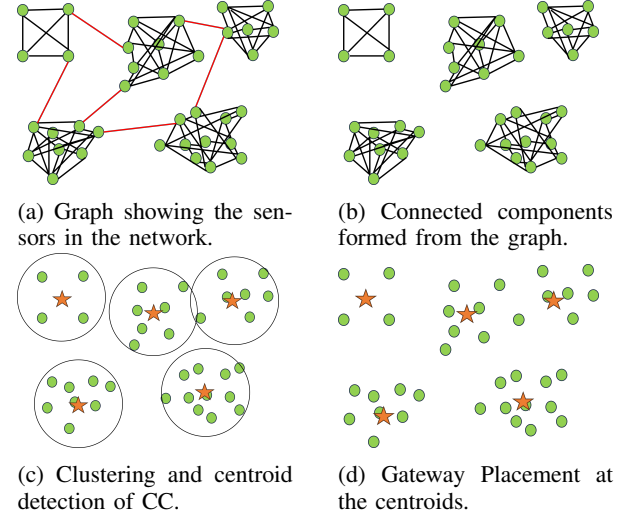 (a) Graph showing the sen-
sors in the network.
(b) Connected components
formed from the graph.
(c) Clustering and centroid
detection of CC.
(d) Gateway Placement at
the centroids.